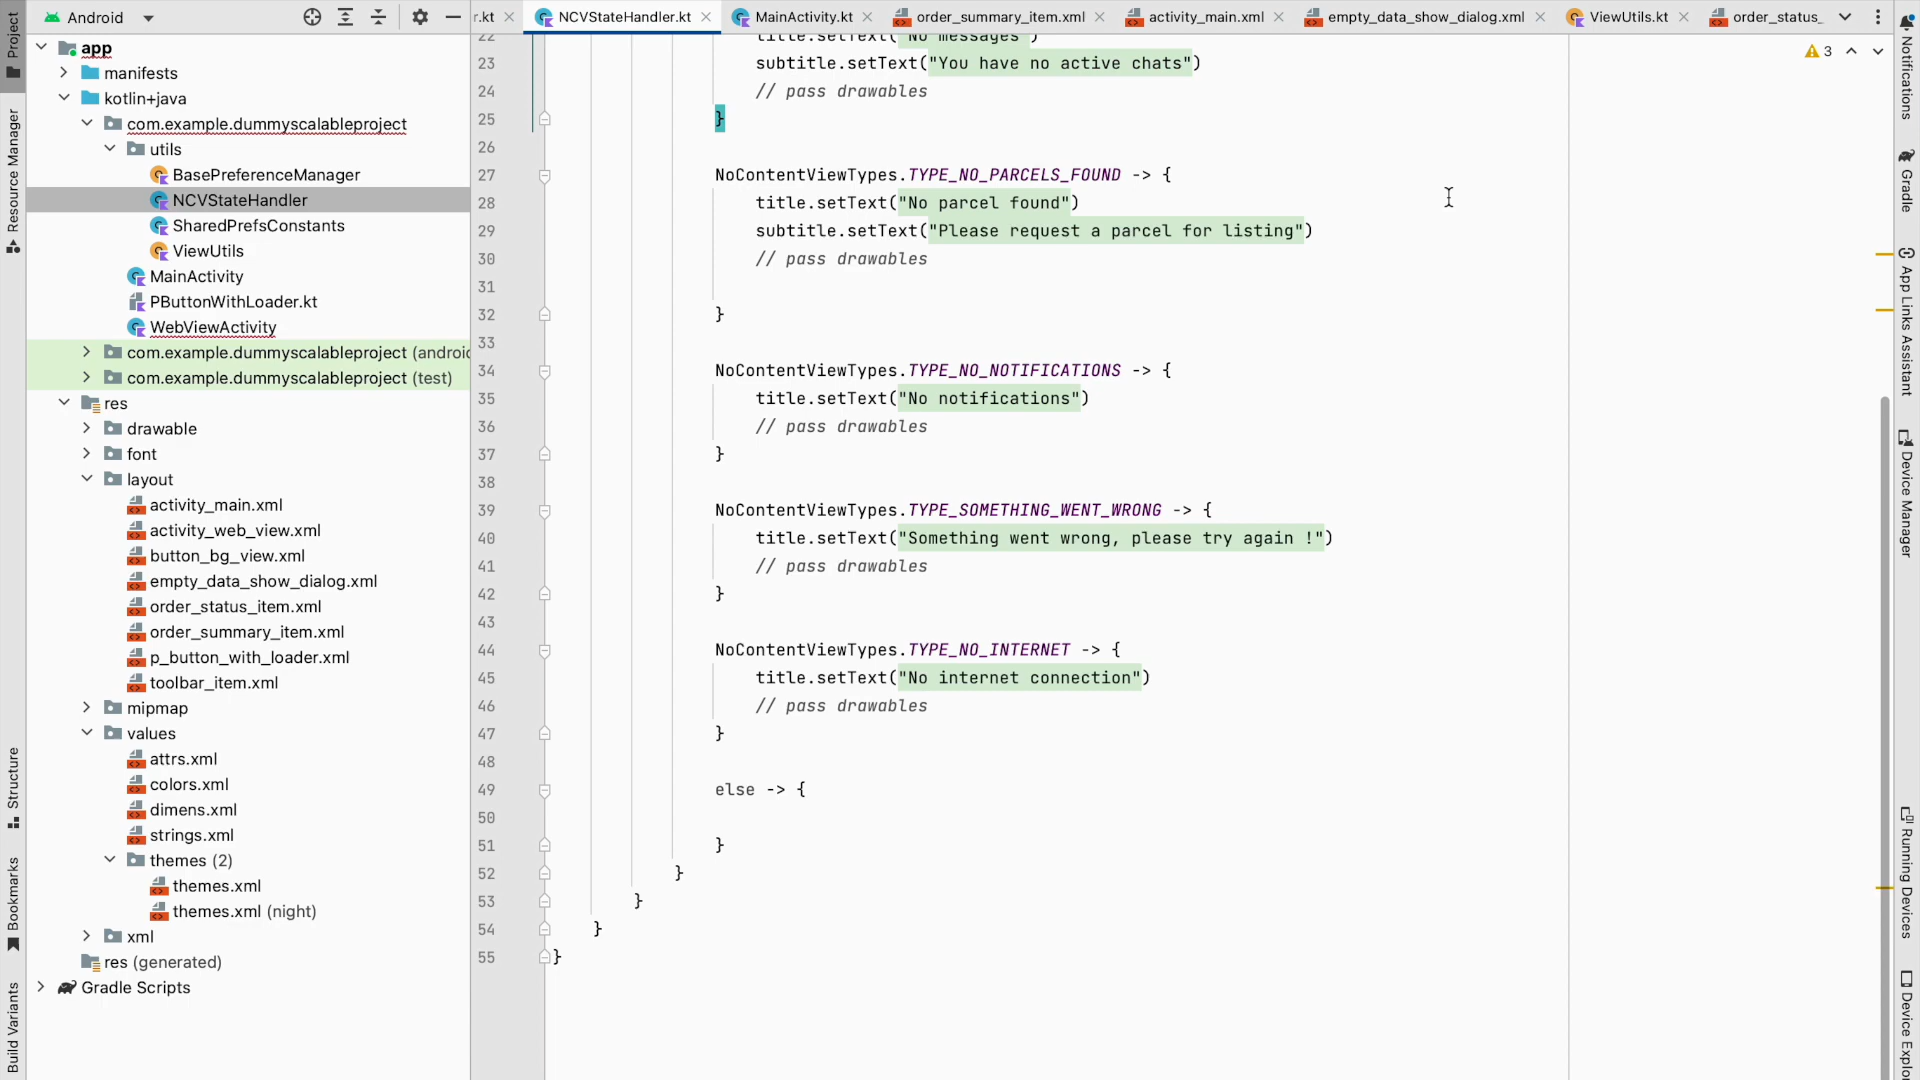 Android
.kt
NCVStateHandler.kt
MainActivity.kt
order_summary_item.xml
activity_main.xml
empty_data_show_dialog.xml
ViewUtils.kt
order_status_
Project
Resource Manager
Structure
Bookmarks
Build Variants
app
manifests
kotlin+java
com.example.dummyscalableproject
utils
BasePreferenceManager
NCVStateHandler
SharedPrefsConstants
ViewUtils
MainActivity
PButtonWithLoader.kt
WebViewActivity
com.example.dummyscalableproject (androi
com.example.dummyscalableproject (test)
res
drawable
font
layout
activity_main.xml
activity_web_view.xml
button_bg_view.xml
empty_data_show_dialog.xml
order_status_item.xml
order_summary_item.xml
p_button_with_loader.xml
toolbar_item.xml
mipmap
values
attrs.xml
colors.xml
dimens.xml
strings.xml
themes (2)
themes.xml
themes.xml (night)
xml
res (generated)
Gradle Scripts
22 title.setText("No messages")
23 subtitle.setText("You have no active chats")
24 // pass drawables
25 }
26
27 NoContentViewTypes.TYPE_NO_PARCELS_FOUND -> {
28 title.setText("No parcel found")
29 subtitle.setText("Please request a parcel for listing")
30 // pass drawables
31
32 }
33
34 NoContentViewTypes.TYPE_NO_NOTIFICATIONS -> {
35 title.setText("No notifications")
36 // pass drawables
37 }
38
39 NoContentViewTypes.TYPE_SOMETHING_WENT_WRONG -> {
40 title.setText("Something went wrong, please try again !")
41 // pass drawables
42 }
43
44 NoContentViewTypes.TYPE_NO_INTERNET -> {
45 title.setText("No internet connection")
46 // pass drawables
47 }
48
49 else -> {
50
51 }
52 }
53 }
54 }
55 }
3
Notifications
Gradle
App Links Assistant
Device Manager
Running Devices
Device Explo